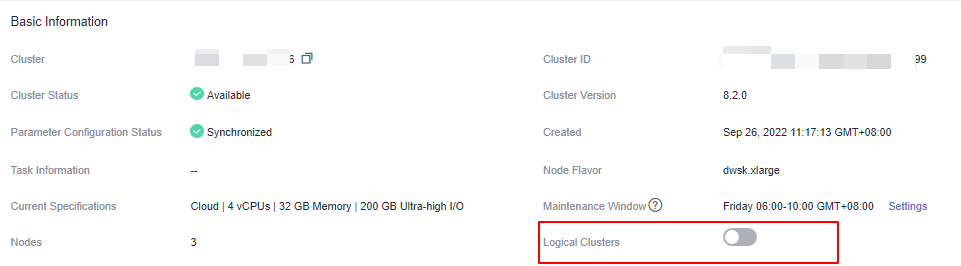 Basic Information
Cluster 6
Cluster ID 99
Cluster Status Available
Cluster Version 8.2.0
Parameter Configuration Status Synchronized
Created Sep 26, 2022 11:17:13 GMT+08:00
Task Information --
Node Flavor dwsk.xlarge
Current Specifications Cloud | 4 vCPUs | 32 GB Memory | 200 GB Ultra-high I/O
Maintenance Window ? Friday 06:00-10:00 GMT+08:00 Settings
Nodes 3
Logical Clusters